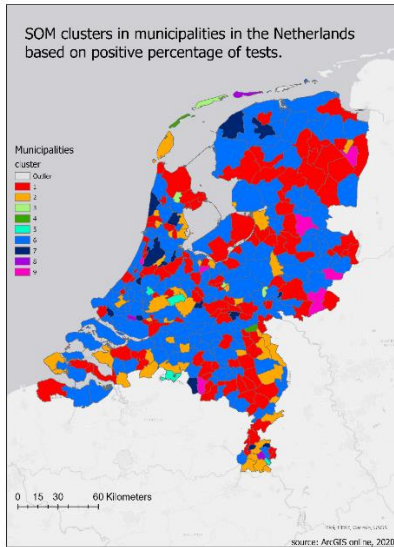 SOM clusters in municipalities in the Netherlands
based on positive percentage of tests.
Municipalities
cluster
Outlier
1
2
3
4
5
6
7
8
9
0 15 30 60 Kilometers
source: ArcGIS online, 2020